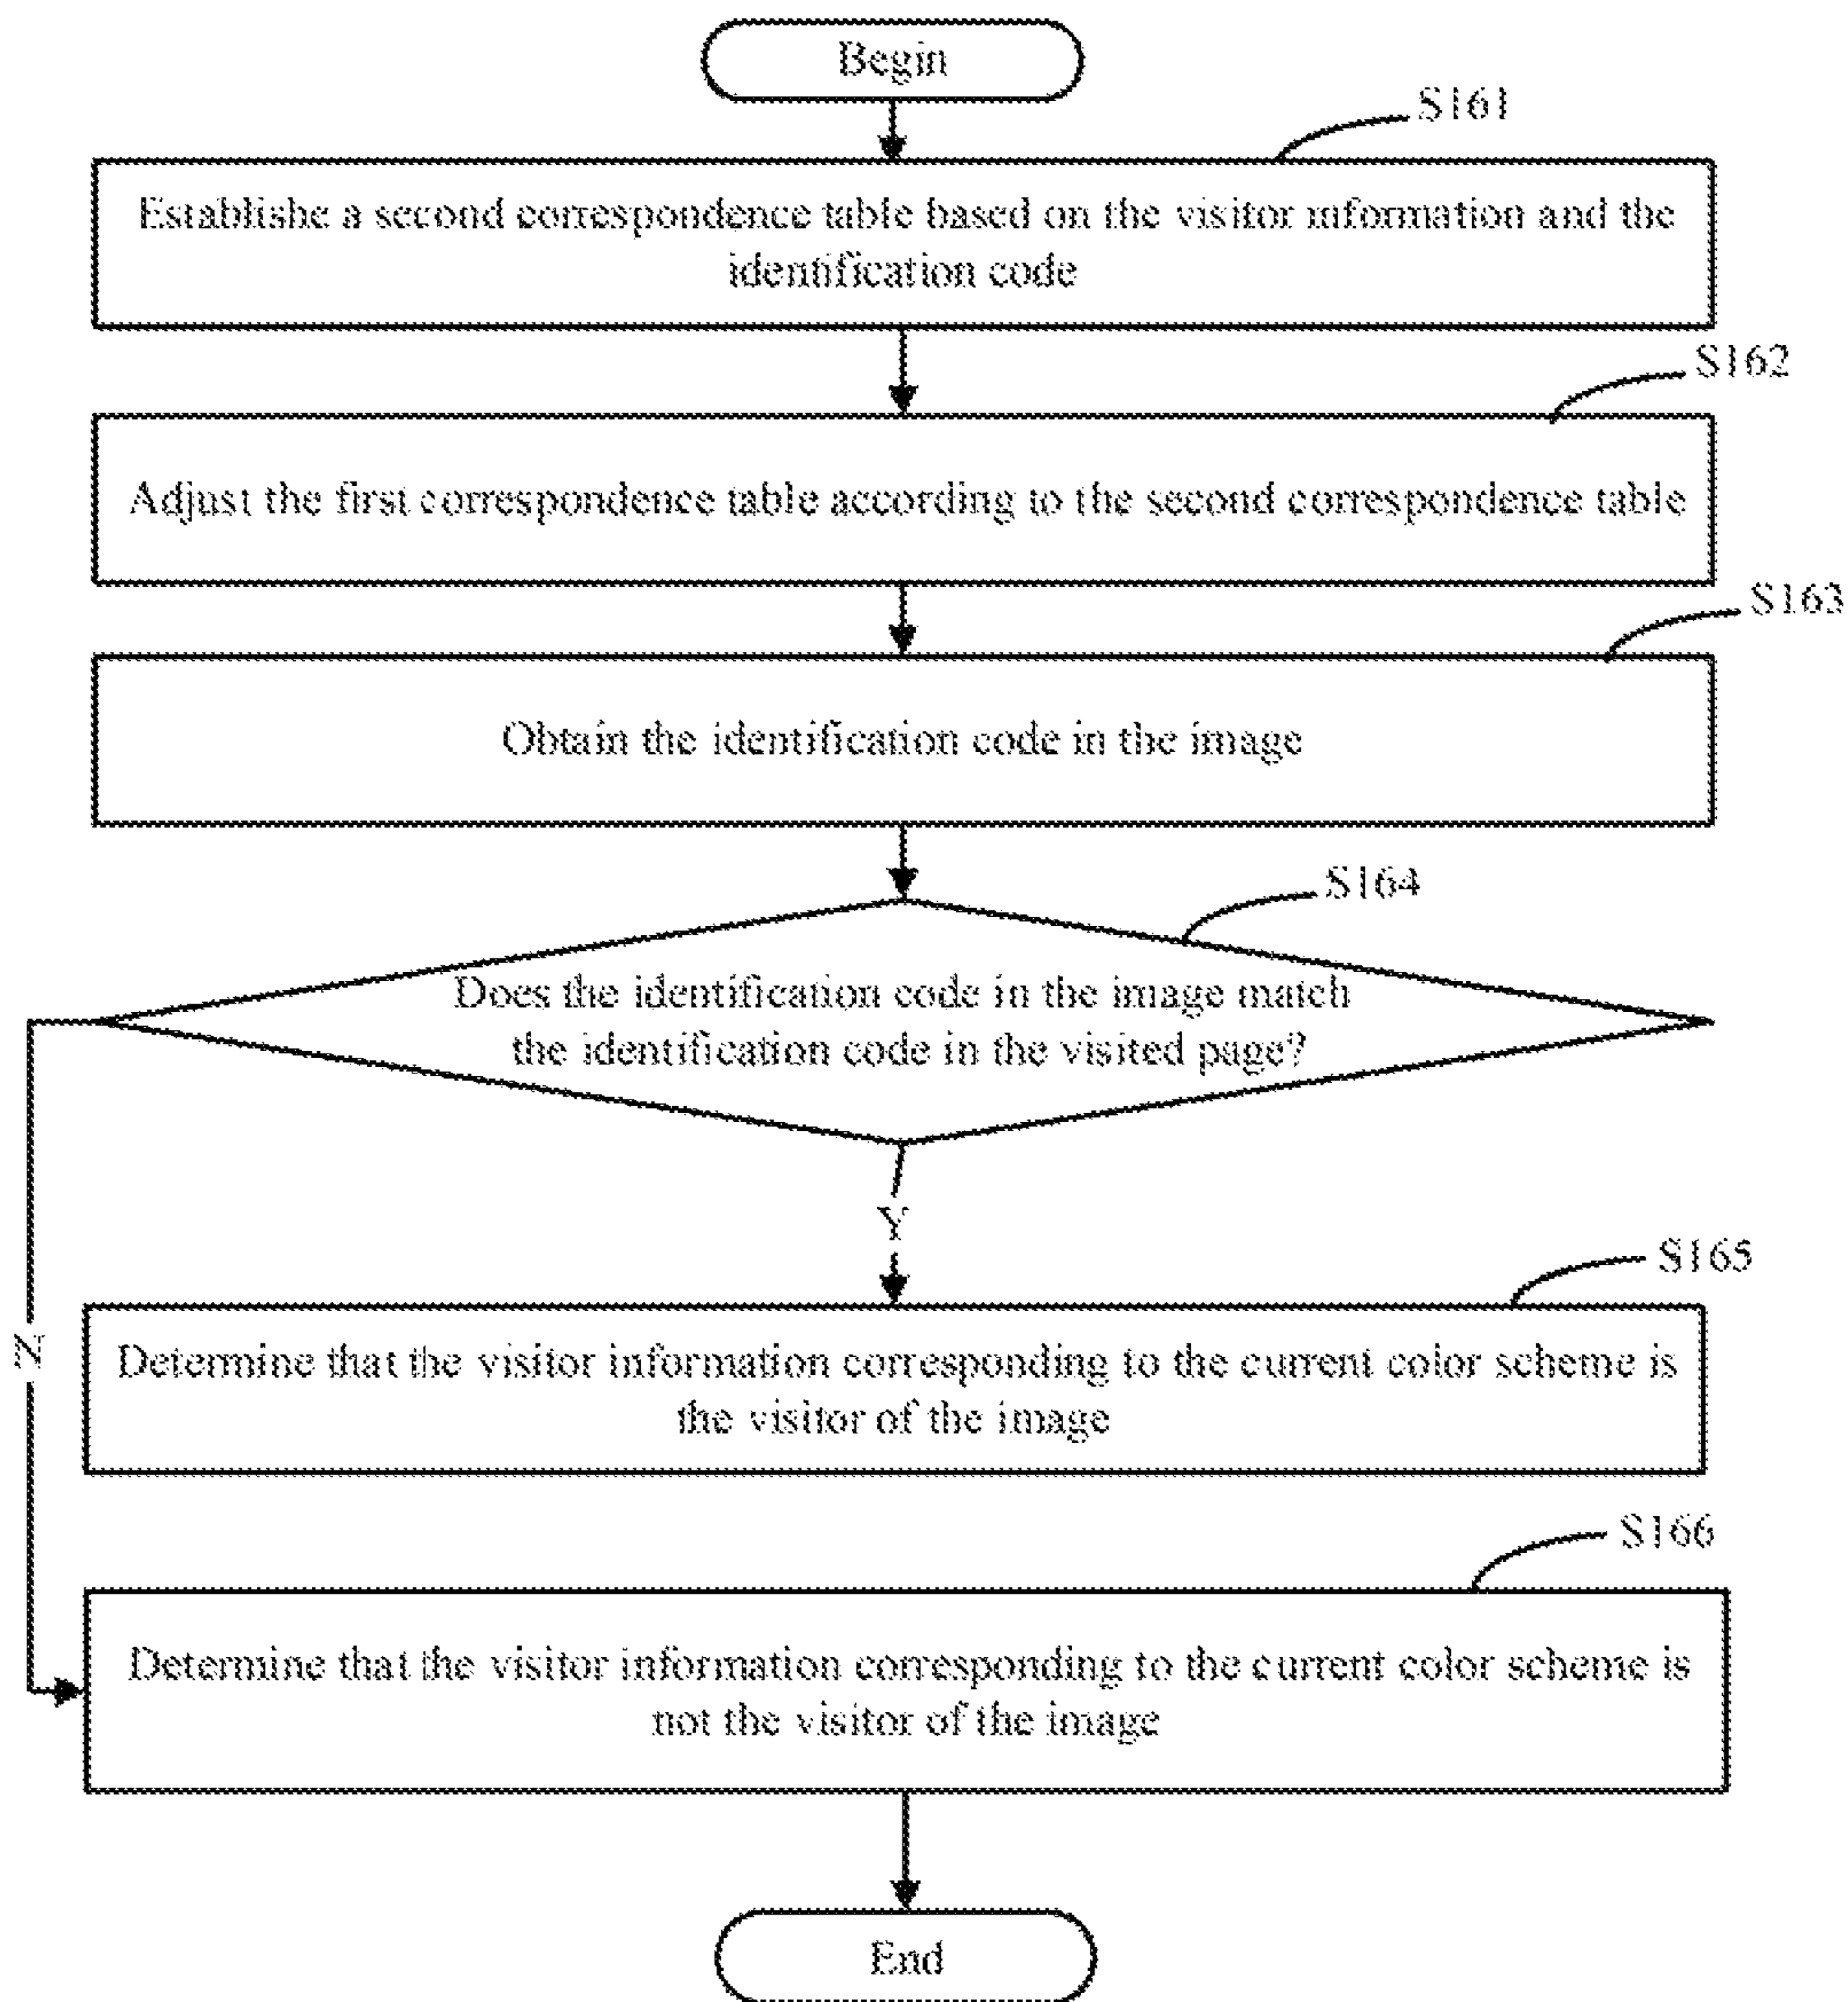 Begin
S161
Establishe a second correspondence table based on the visitor information and the
identification code
S162
Adjust the first correspondence table according to the second correspondence table
S163
Obtain the identification code in the image
S164
Does the identification code in the image match
the identification code in the visited page?
Y
S165
N
Determine that the visitor information corresponding to the current color scheme is
the visitor of the image
S166
Determine that the visitor information corresponding to the current color scheme is
not the visitor of the image
End